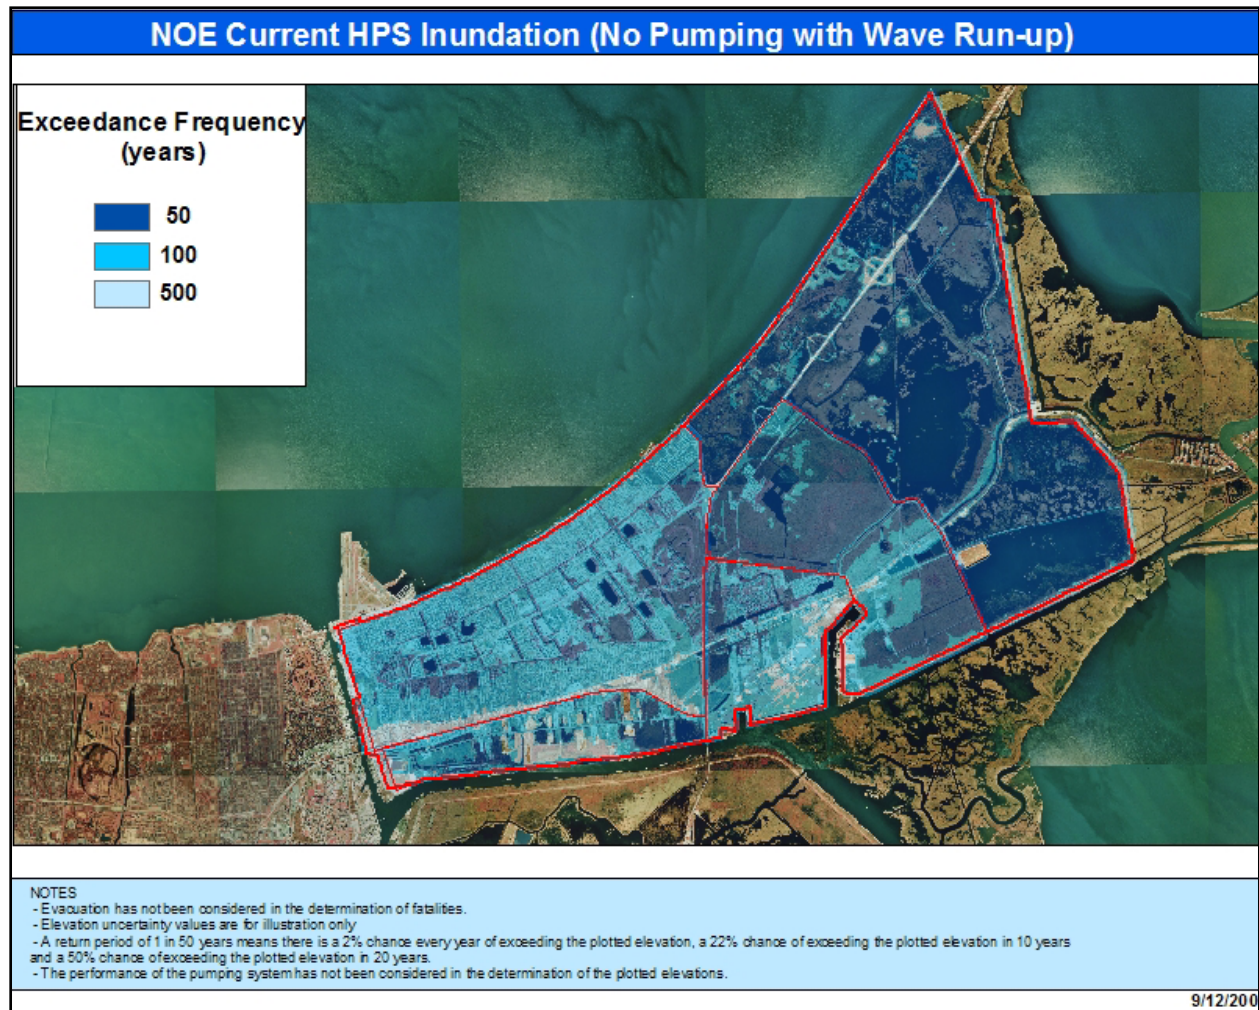 NOE Current HPS Inundation (No Pumping with Wave Run-up)
Exceedance Frequency
(years)
50
100
500
NOTES
- Evacuation has not been considered in the determination of fatalities.
- Elevation uncertainty values are for illustration only
- A return period of 1 in 50 years means there is a 2% chance every year of exceeding the plotted elevation, a 22% chance of exceeding the plotted elevation in 10 years
and a 50% chance of exceeding the plotted elevation in 20 years.
- The performance of the pumping system has not been considered in the determination of the plotted elevations.
9/12/200